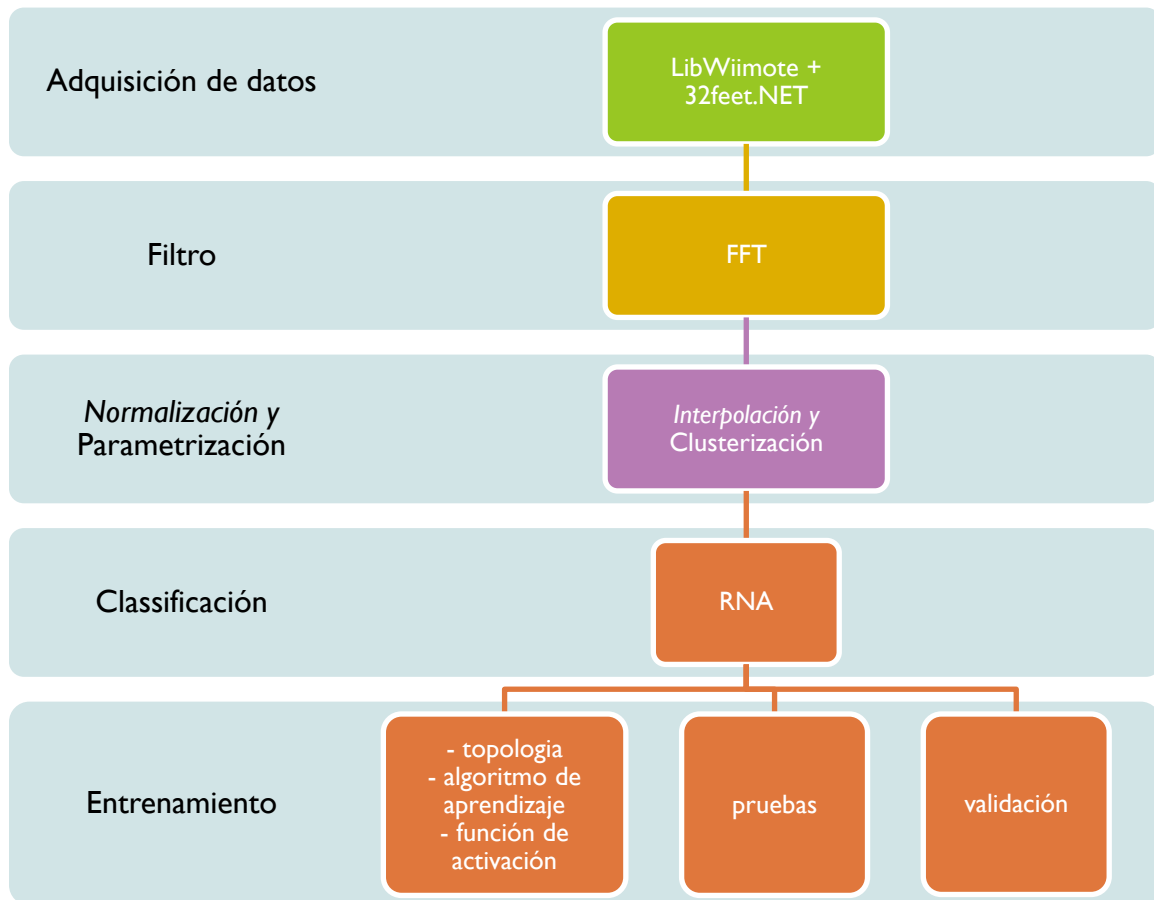 Adquisición de datos
LibWiimote +
32feet.NET
Filtro
FFT
Normalización y
Parametrización
Interpolación y
Clusterización
Classificación
RNA
Entrenamiento
- topologia
- algoritmo de
aprendizaje
- función de
activación
pruebas
validación